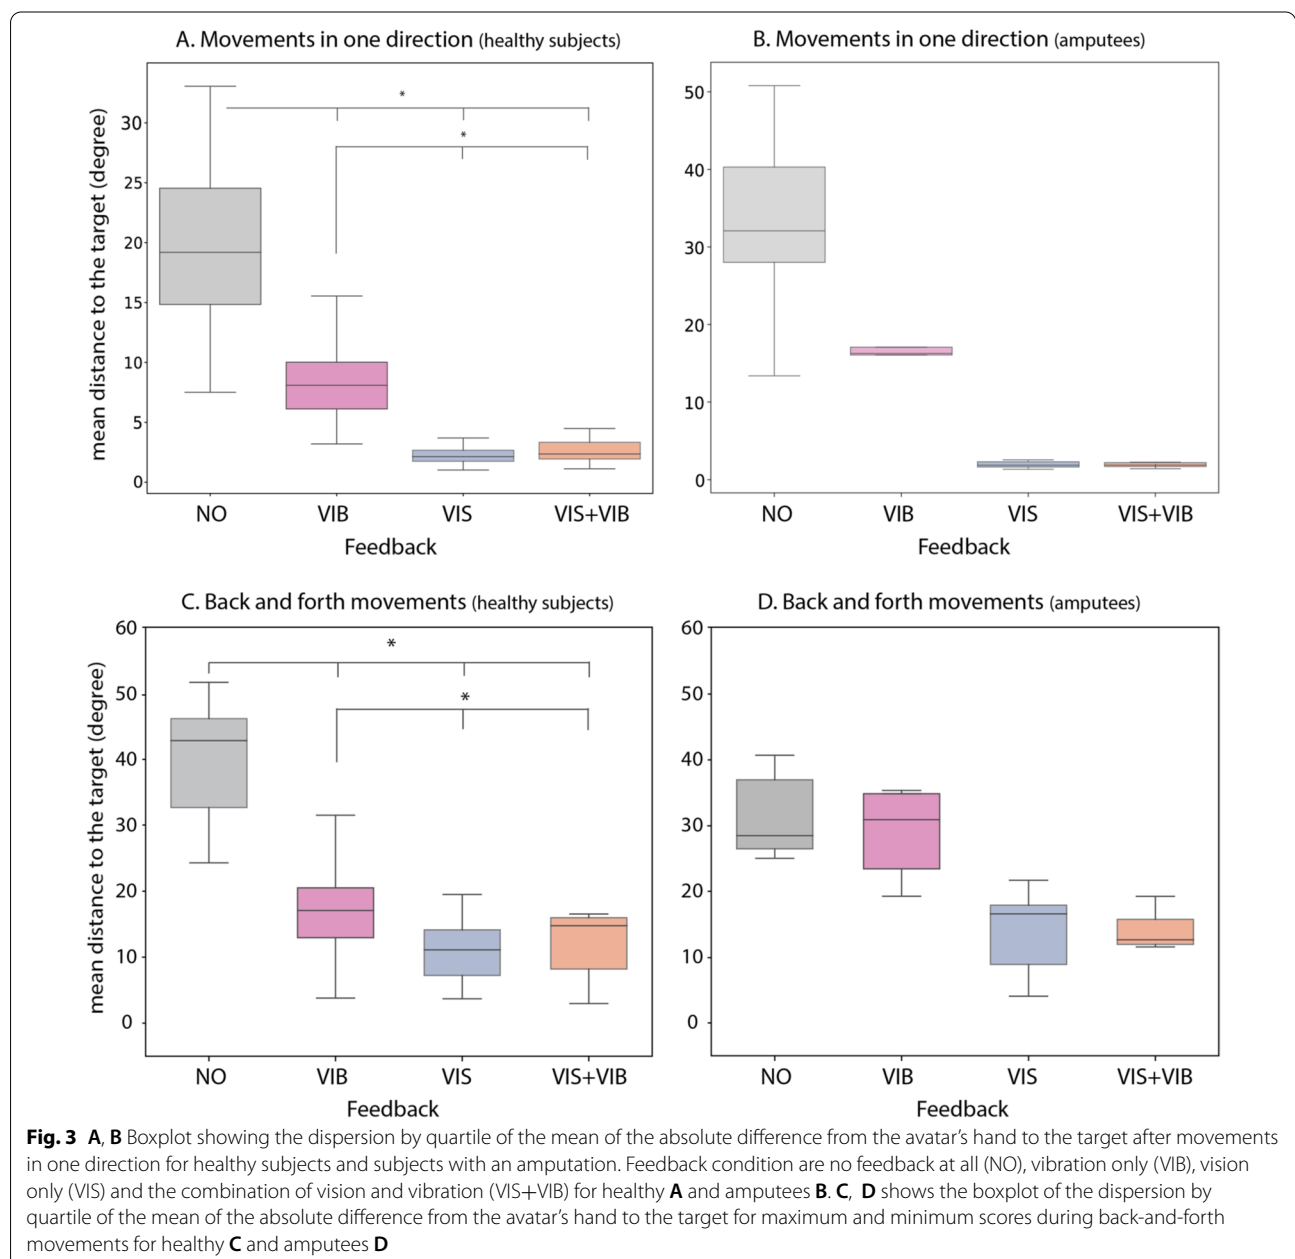 A. Movements in one direction (healthy subjects)
B. Movements in one direction (amputees)
mean distance to the target (degree)
30
25
20
15
10
5
0
*
*
NO VIB VIS VIS+VIB
Feedback
50
40
30
20
10
0
NO VIB VIS VIS+VIB
Feedback
C. Back and forth movements (healthy subjects)
D. Back and forth movements (amputees)
mean distance to the target (degree)
60
50
40
30
20
10
0
*
*
NO VIB VIS VIS+VIB
Feedback
60
50
40
30
20
10
0
NO VIB VIS VIS+VIB
Feedback
Fig. 3 A, B Boxplot showing the dispersion by quartile of the mean of the absolute difference from the avatar's hand to the target after movements
in one direction for healthy subjects and subjects with an amputation. Feedback condition are no feedback at all (NO), vibration only (VIB), vision
only (VIS) and the combination of vision and vibration (VIS+VIB) for healthy A and amputees B. C, D shows the boxplot of the dispersion by
quartile of the mean of the absolute difference from the avatar's hand to the target for maximum and minimum scores during back-and-forth
movements for healthy C and amputees D